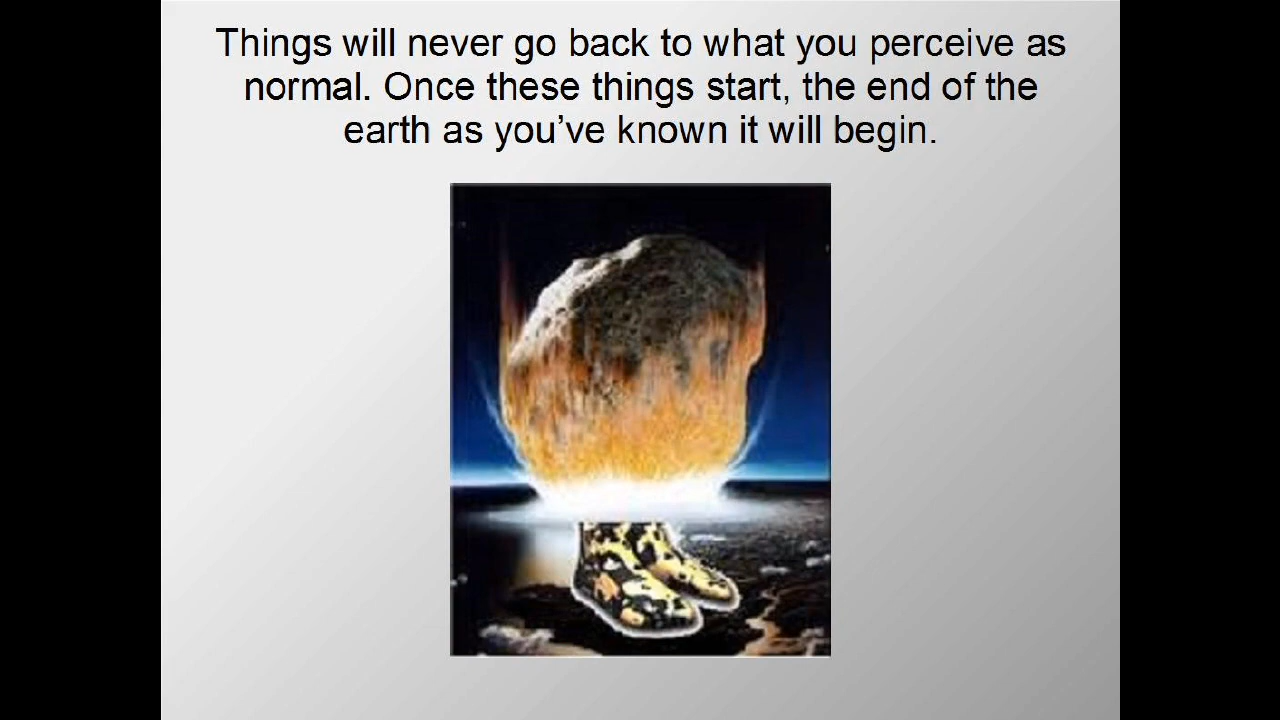 Things will never go back to what you perceive as
normal. Once these things start, the end of the
earth as you’ve known it will begin.